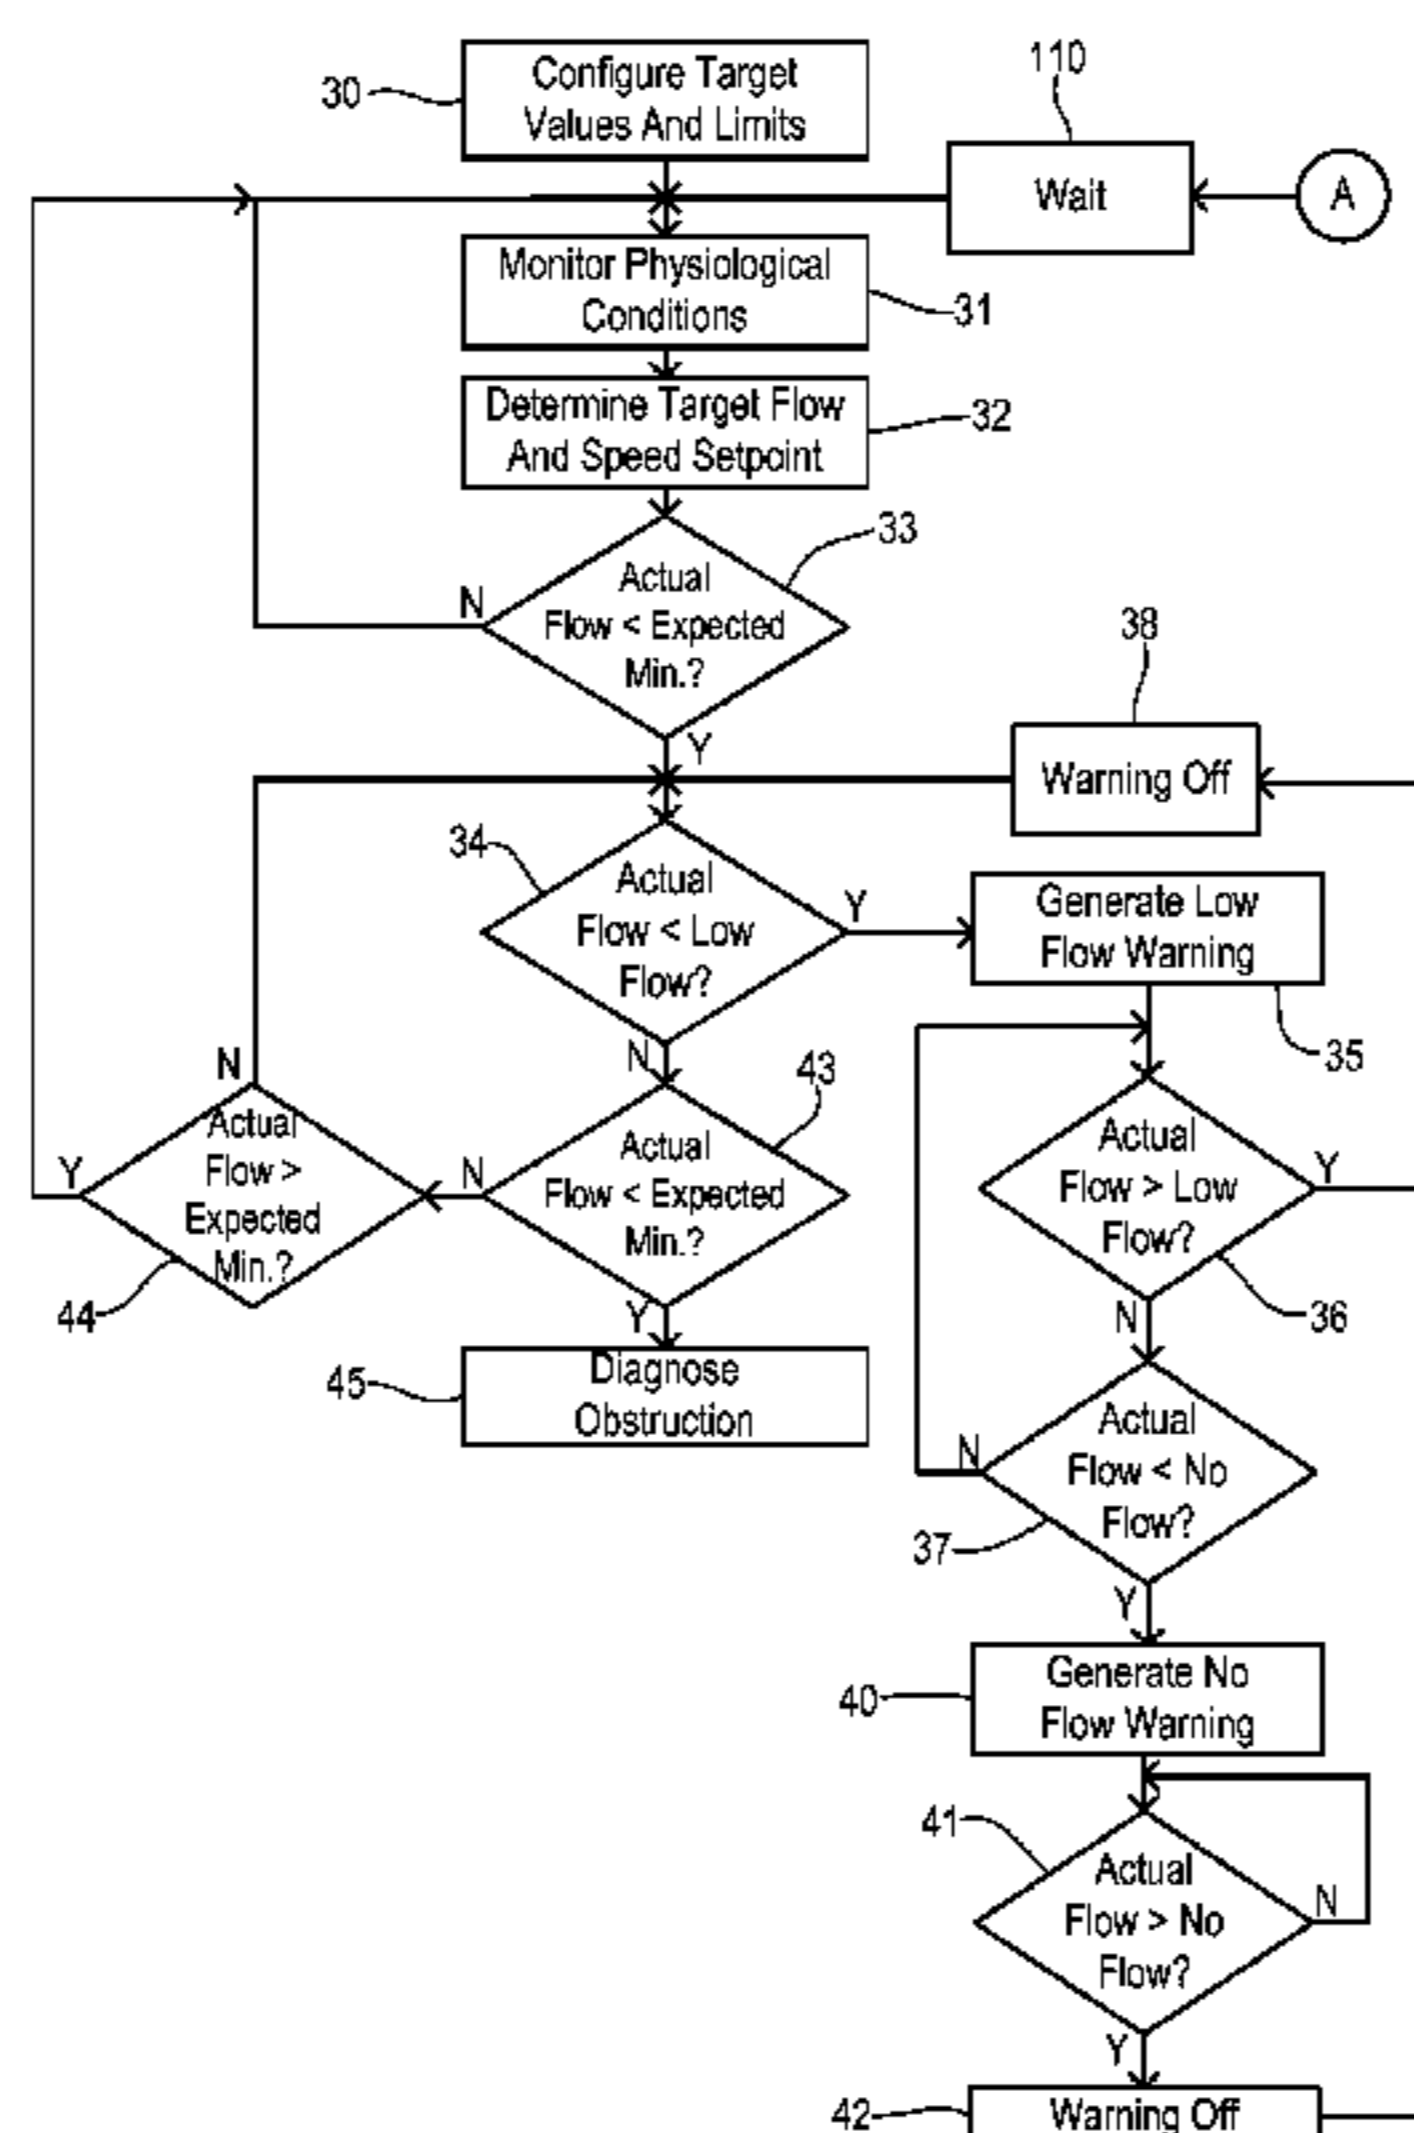 30
Configure Target
Values And Limits
110
Wait
A
Monitor Physiological
Conditions
31
Determine Target Flow
And Speed Setpoint
32
33
Actual
Flow < Expected
Min.?
N
Y
38
Warning Off
34
Actual
Flow < Low
Flow?
Y
N
Generate Low
Flow Warning
35
43
Actual
Flow < Expected
Min.?
N
Y
N
Actual
Flow >
Expected
Min.?
Y
44
Actual
Flow > Low
Flow?
Y
N
36
45
Diagnose
Obstruction
Actual
Flow < No
Flow?
N
37
Y
40
Generate No
Flow Warning
41
Actual
Flow > No
Flow?
N
Y
42
Warning Off